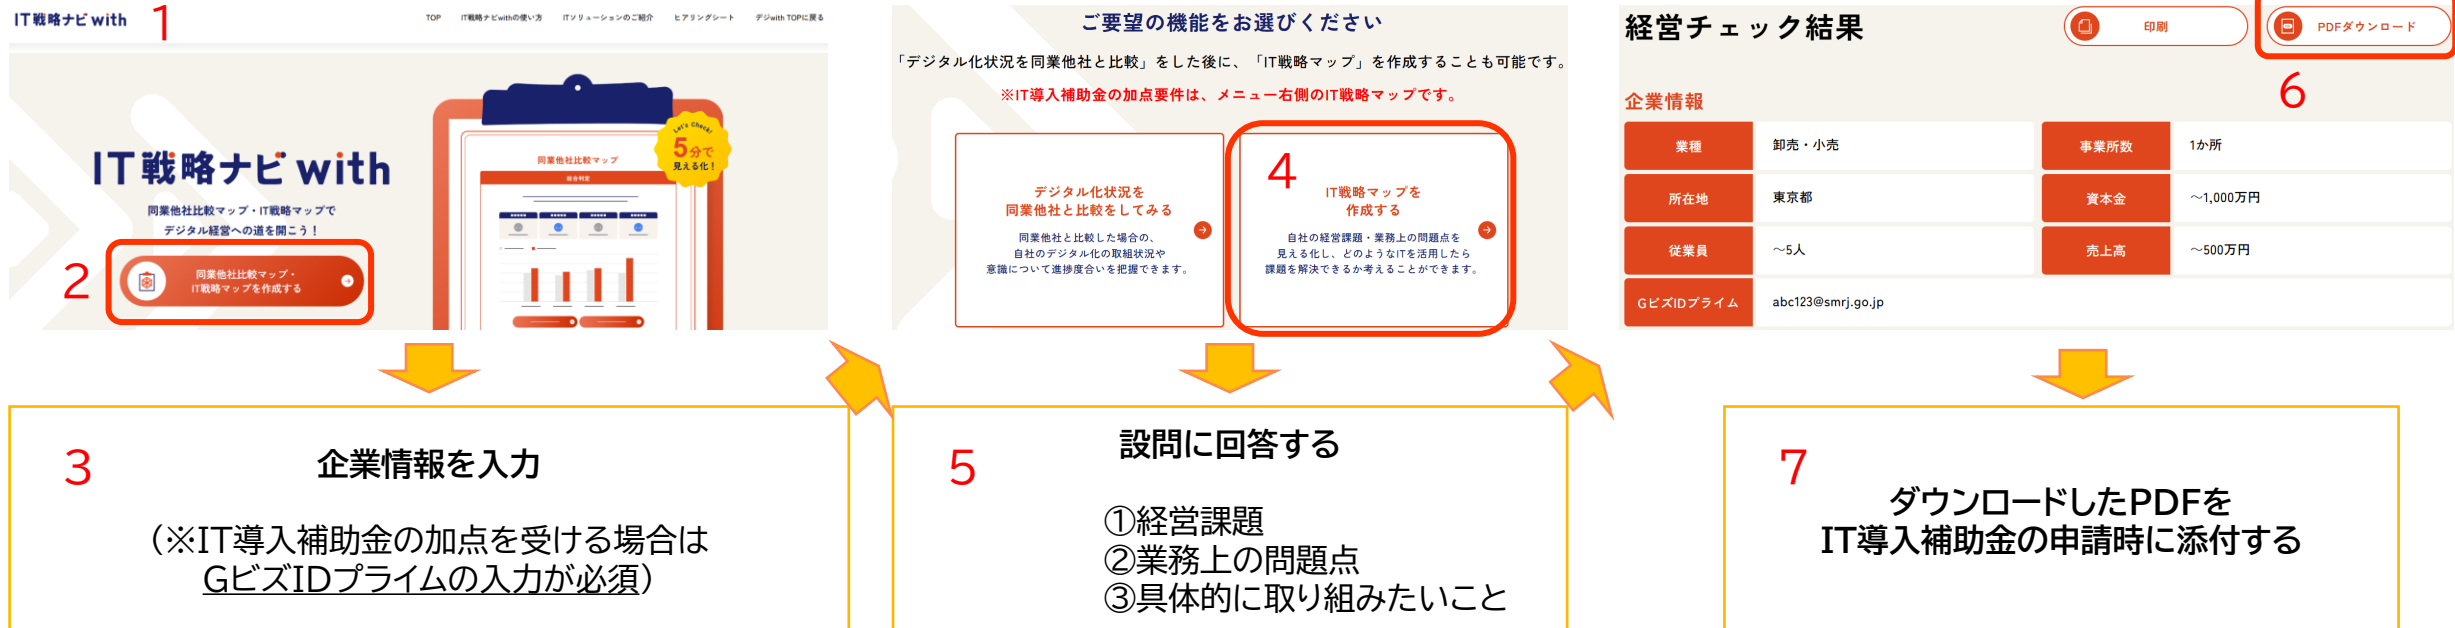 IT戦略ナビwith
1
TOP IT戦略ナビwithの使い方 ITソリューションのご紹介 ヒアリングシート デジwith TOPに戻る
IT戦略ナビwith
同業他社比較マップ・IT戦略マップで
デジタル経営への道を開こう！
2
同業他社比較マップ・
IT戦略マップを作成する
Let's Check!
5分で
見える化！
同業他社比較マップ
総合判定
3
企業情報を入力
（※IT導入補助金の加点を受ける場合は
GビズIDプライムの入力が必須）
ご要望の機能をお選びください
「デジタル化状況を同業他社と比較」をした後に、「IT戦略マップ」を作成することも可能です。
※IT導入補助金の加点要件は、メニュー右側のIT戦略マップです。
デジタル化状況を
同業他社と比較をしてみる
同業他社と比較した場合の、
自社のデジタル化の取組状況や
意識について進捗度合いを把握できます。
4
IT戦略マップを
作成する
自社の経営課題・業務上の問題点を
見える化し、どのようなITを活用したら
課題を解決できるか考えることができます。
5
設問に回答する
①経営課題
②業務上の問題点
③具体的に取り組みたいこと
経営チェック結果
印刷
PDFダウンロード
6
企業情報
業種 卸売・小売 事業所数 1か所
所在地 東京都 資本金 〜1,000万円
従業員 〜5人 売上高 〜500万円
GビズIDプライム abc123@smrj.go.jp
7
ダウンロードしたPDFを
IT導入補助金の申請時に添付する